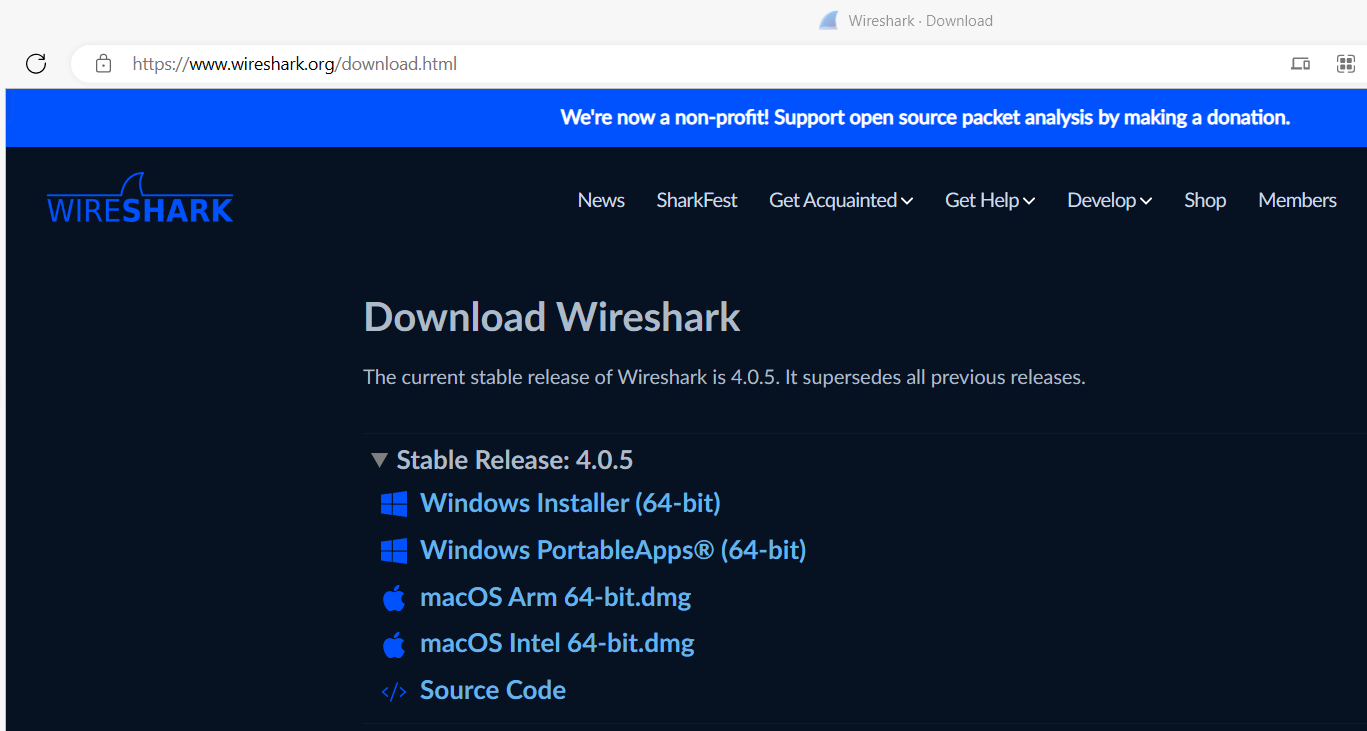 Wireshark · Download
https://www.wireshark.org/download.html
We're now a non-profit! Support open source packet analysis by making a donation.
WIRESHARK
News SharkFest Get Acquainted Get Help Develop Shop Members
Download Wireshark
The current stable release of Wireshark is 4.0.5. It supersedes all previous releases.
Stable Release: 4.0.5
Windows Installer (64-bit)
Windows PortableApps® (64-bit)
macOS Arm 64-bit.dmg
macOS Intel 64-bit.dmg
</> Source Code